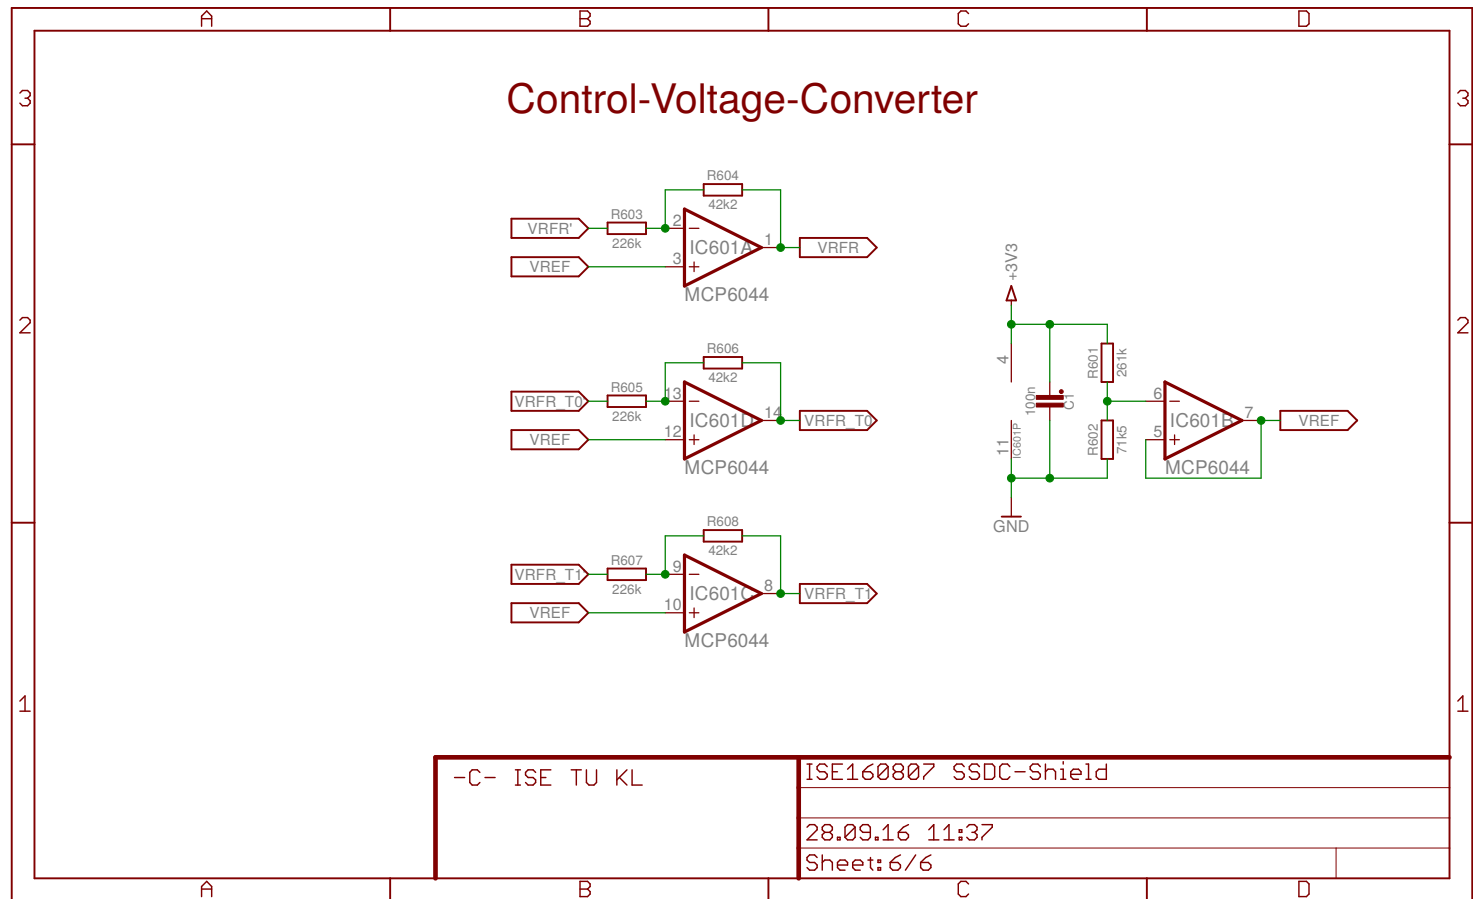 A B C D
3 3
Control-Voltage-Converter
R604
42k2
VRFR' R603 2 1 VRFR
226k IC601A
VREF 3
MCP6044
+3V3
2 2
R606
42k2
4 R601 261k
VRFR_T0 R605 13 14 VRFR_T0
226k IC601D
100n C1
6 7 VREF
IC601B
5
VREF 12
MCP6044
11 IC601P R602 71k5
MCP6044
GND
R608
42k2
VRFR_T1 R607 9 8 VRFR_T1
226k IC601C
VREF 10
MCP6044
1 1
-C- ISE TU KL
ISE160807 SSDC-Shield
28.09.16 11:37
Sheet: 6/6
A B C D